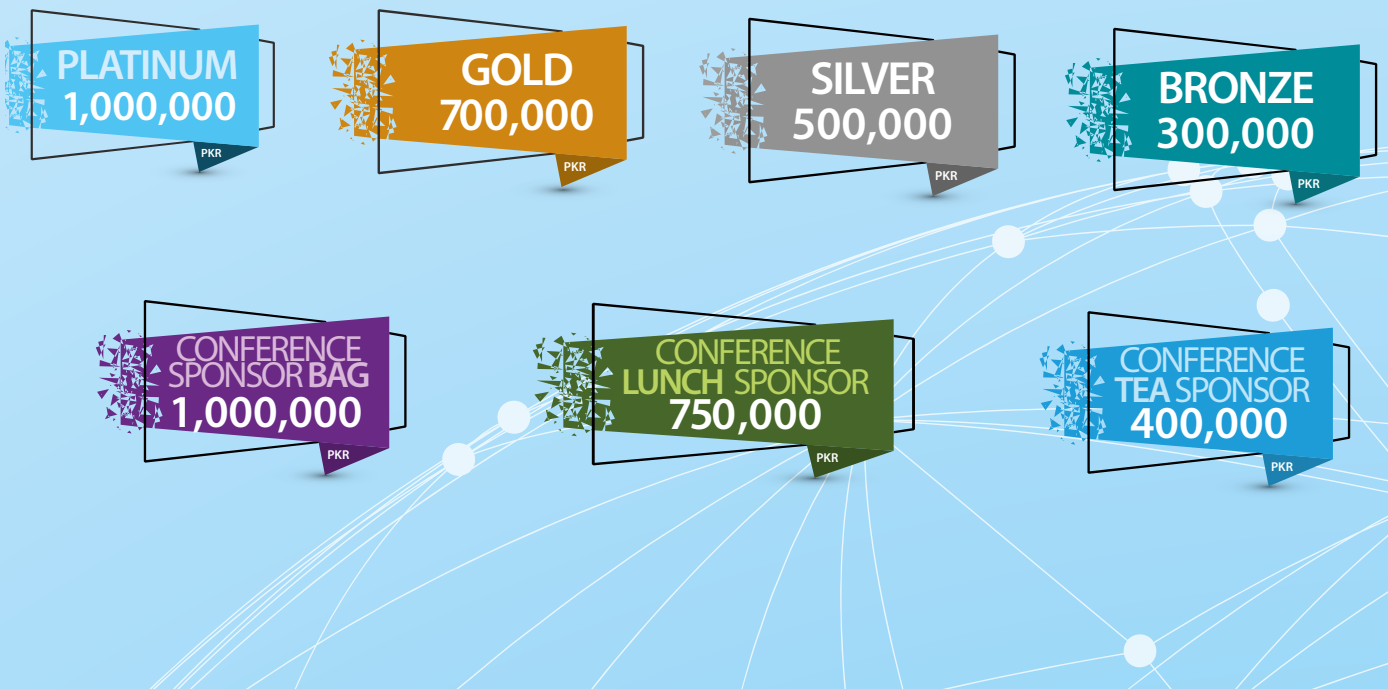 PLATINUM
1,000,000
PKR
GOLD
700,000
PKR
SILVER
500,000
PKR
BRONZE
300,000
PKR
CONFERENCE
SPONSOR BAG
1,000,000
PKR
CONFERENCE
LUNCH SPONSOR
750,000
PKR
CONFERENCE
TEA SPONSOR
400,000
PKR